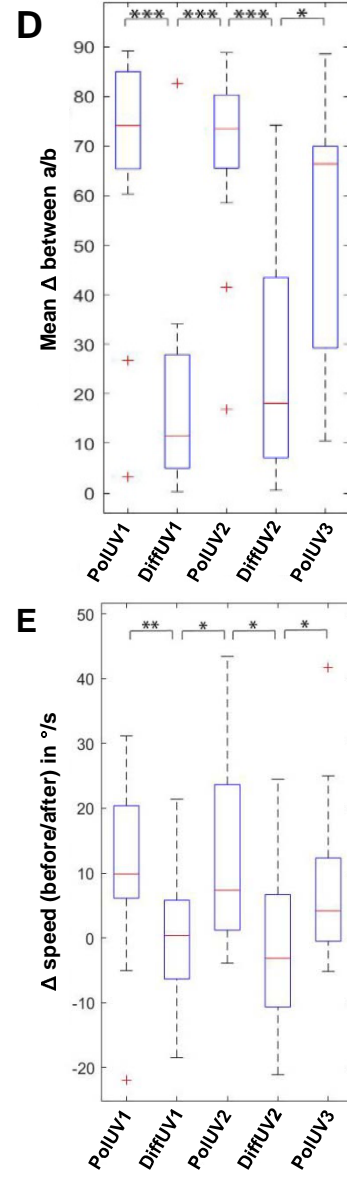 D
*** *** *** *
90
80
70
60
50
40
30
20
10
0
Mean Δ between a/b
PolUV1 DiffUV1 PolUV2 DiffUV2 PolUV3
E
** * * *
50
40
30
20
10
0
-10
-20
Δ speed (before/after) in °/s
PolUV1 DiffUV1 PolUV2 DiffUV2 PolUV3